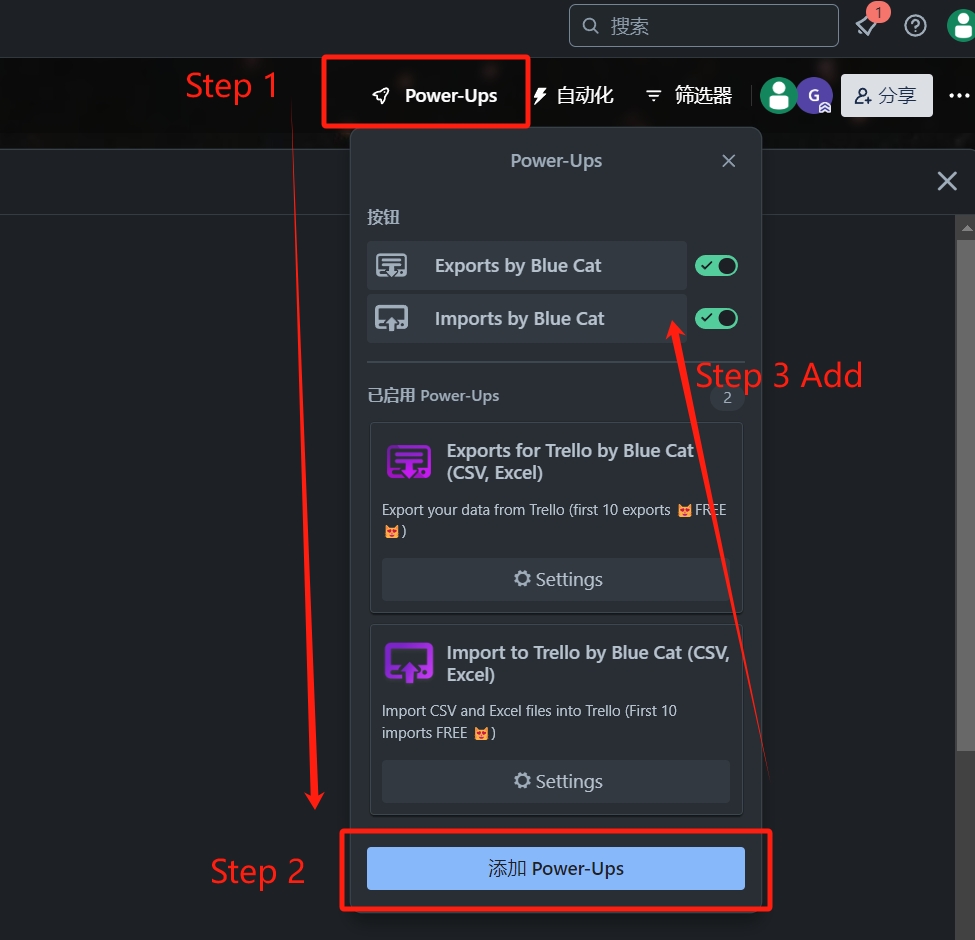 搜索
1
Step 1
Power-Ups
自动化
筛选器
G
分享
Power-Ups
按钮
Exports by Blue Cat
Imports by Blue Cat
Step 3 Add
已启用 Power-Ups
2
Exports for Trello by Blue Cat
(CSV, Excel)
Export your data from Trello (first 10 exports 😻FREE
😻)
Settings
Import to Trello by Blue Cat (CSV,
Excel)
Import CSV and Excel files into Trello (First 10
imports FREE 😻)
Settings
Step 2
添加 Power-Ups